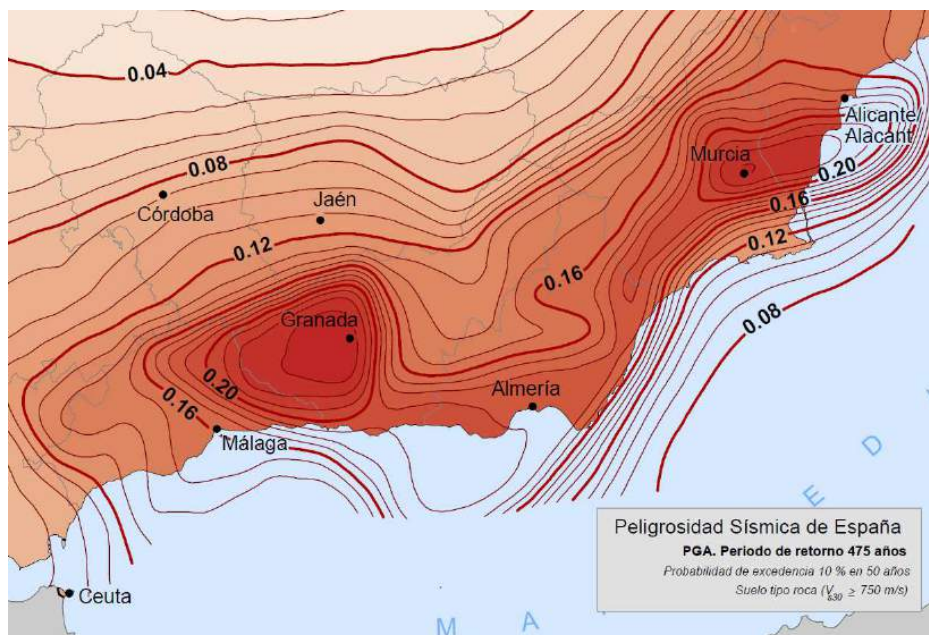 0.04
Alicante/
Alacant
Murcia
0.20
0.08
0.16
Córdoba
Jaén
0.12
0.12
0.16
0.08
Granada
0.20
Almería
0.16
Málaga
E D
Peligrosidad Sísmica de España
PGA. Periodo de retorno 475 años
Probabilidad de excedencia 10 % en 50 años
Suelo tipo roca (Vs30 ≥ 750 m/s)
Ceuta
M A